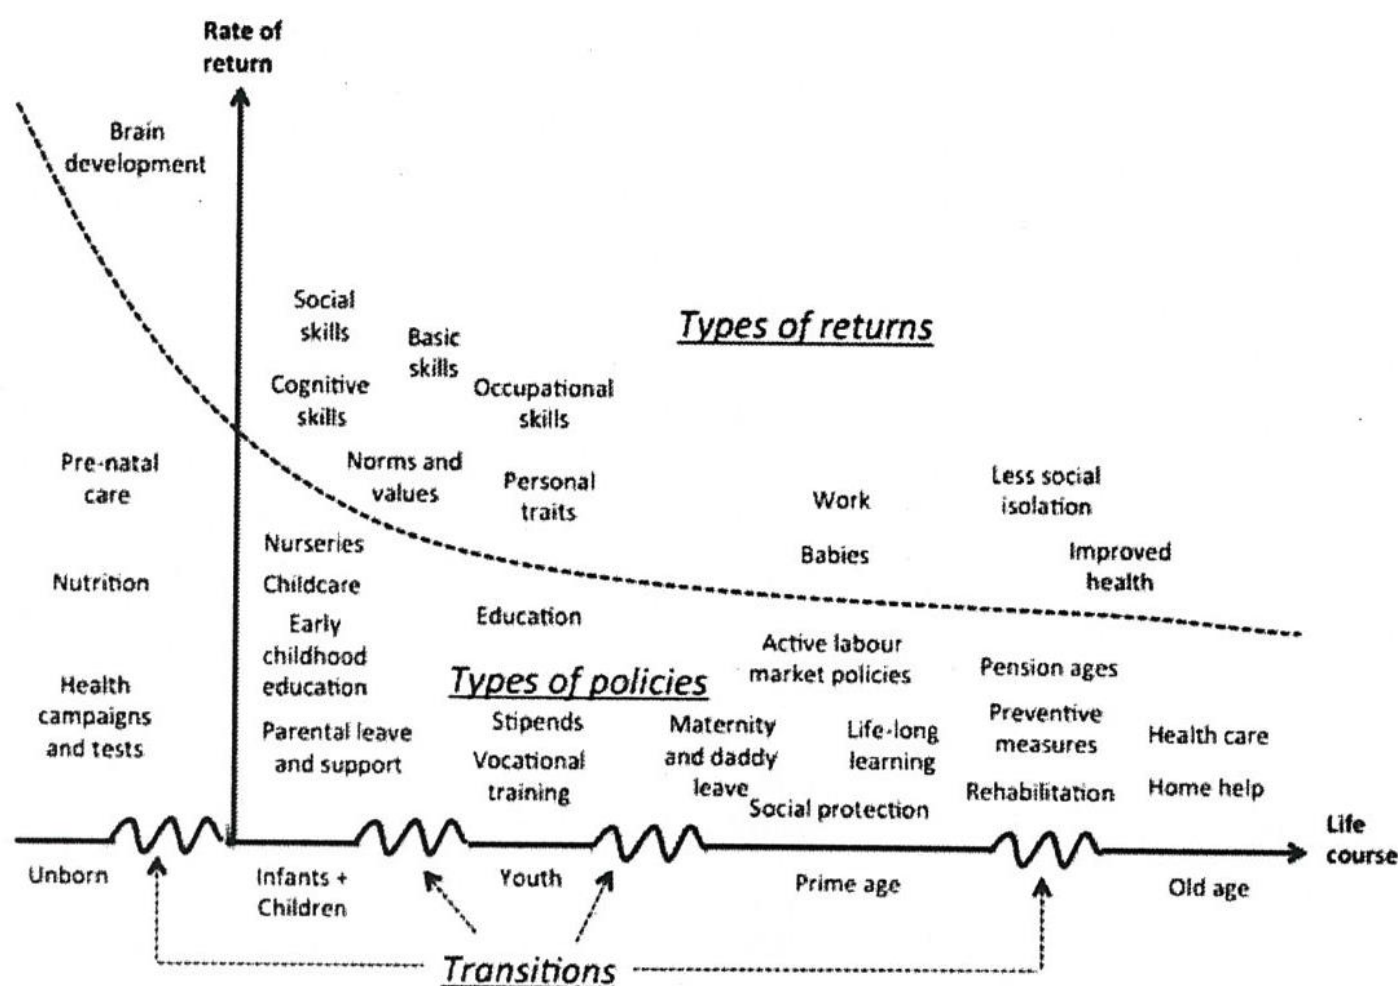 Rate of
return
Brain
development
Social
skills
Basic
skills
Types of returns
Cognitive
skills
Occupational
skills
Pre-natal
care
Norms and
values
Personal
traits
Work
Less social
isolation
Nurseries
Babies
Improved
health
Nutrition
Childcare
Education
Early
childhood
education
Active labour
market policies
Pension ages
Health
campaigns
and tests
Types of policies
Parental leave
and support
Stipends
Vocational
training
Maternity
and daddy
leave
Life-long
learning
Preventive
measures
Health care
Social protection
Rehabilitation
Home help
Life
course
Unborn
Infants +
Children
Youth
Prime age
Old age
Transitions